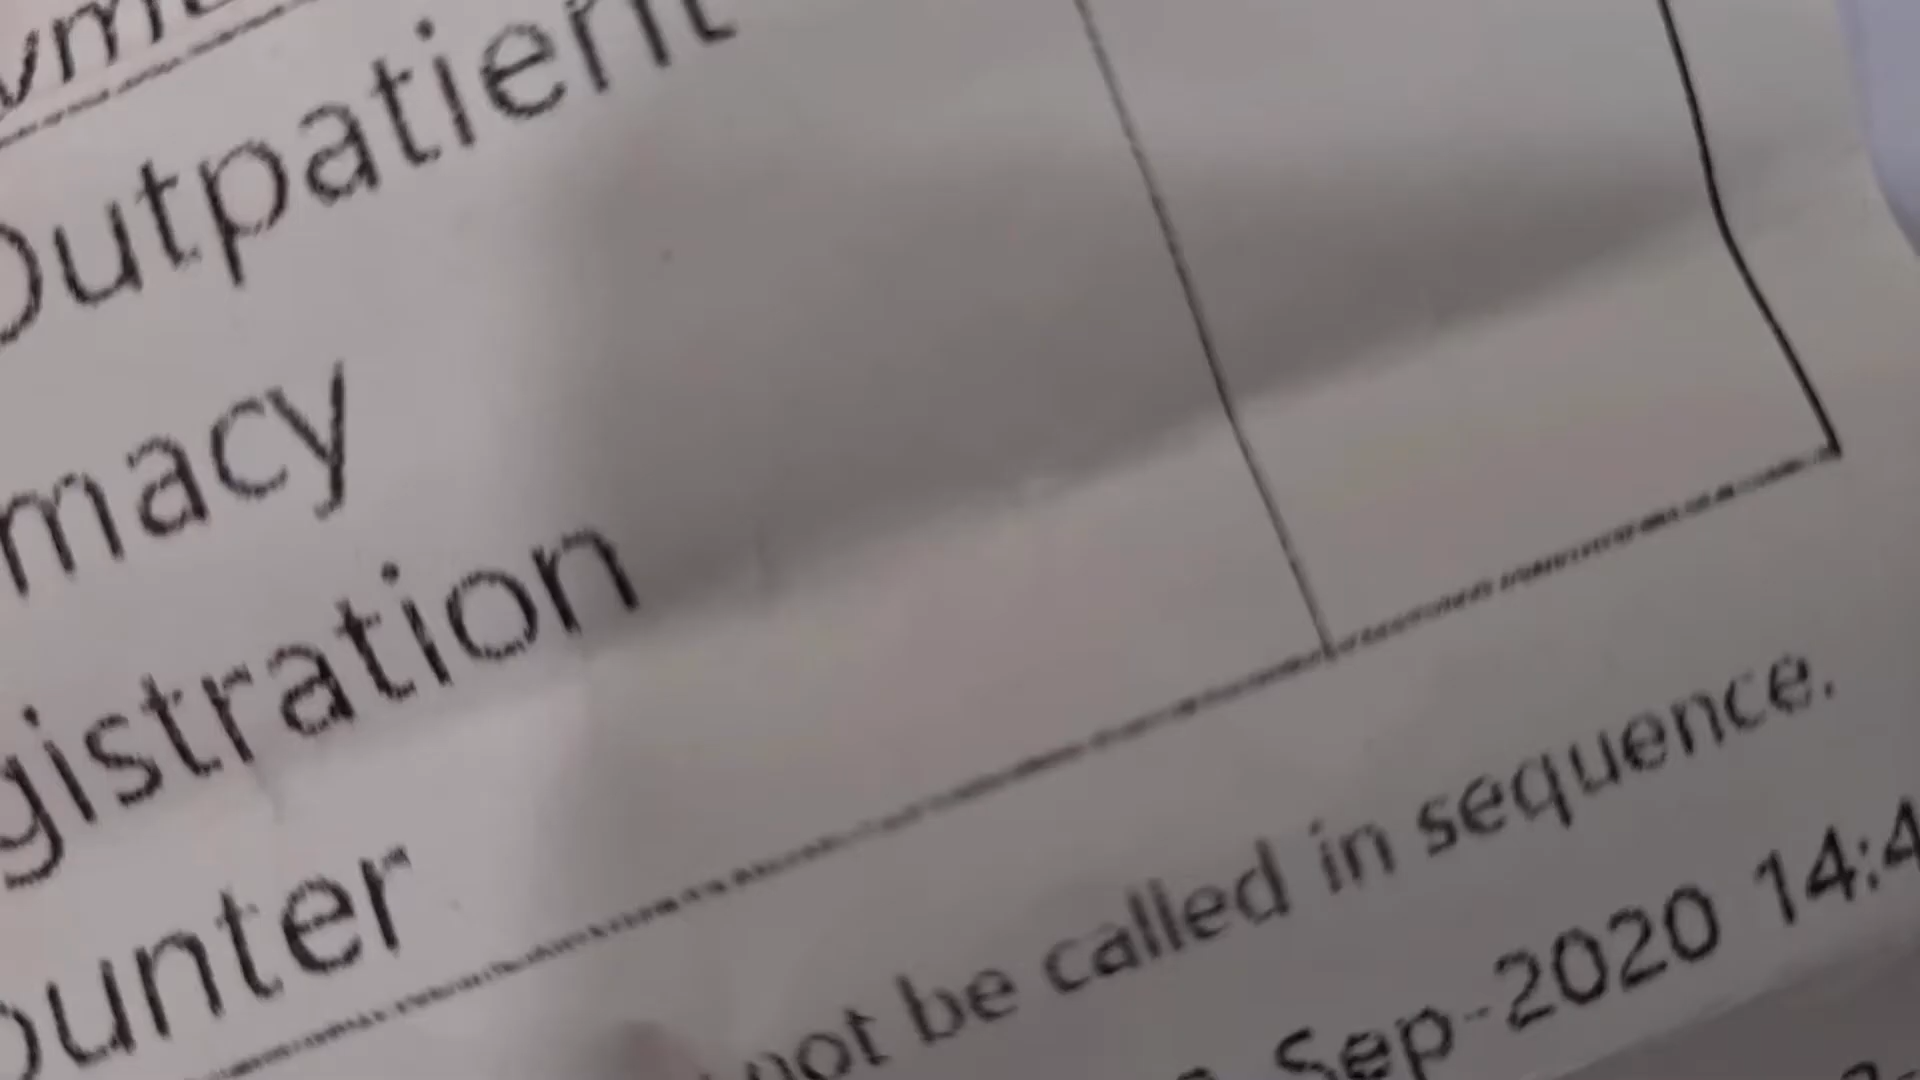 Outpatient
macy
gistration
ounter
not be called in sequence.
Sep-2020 14:4